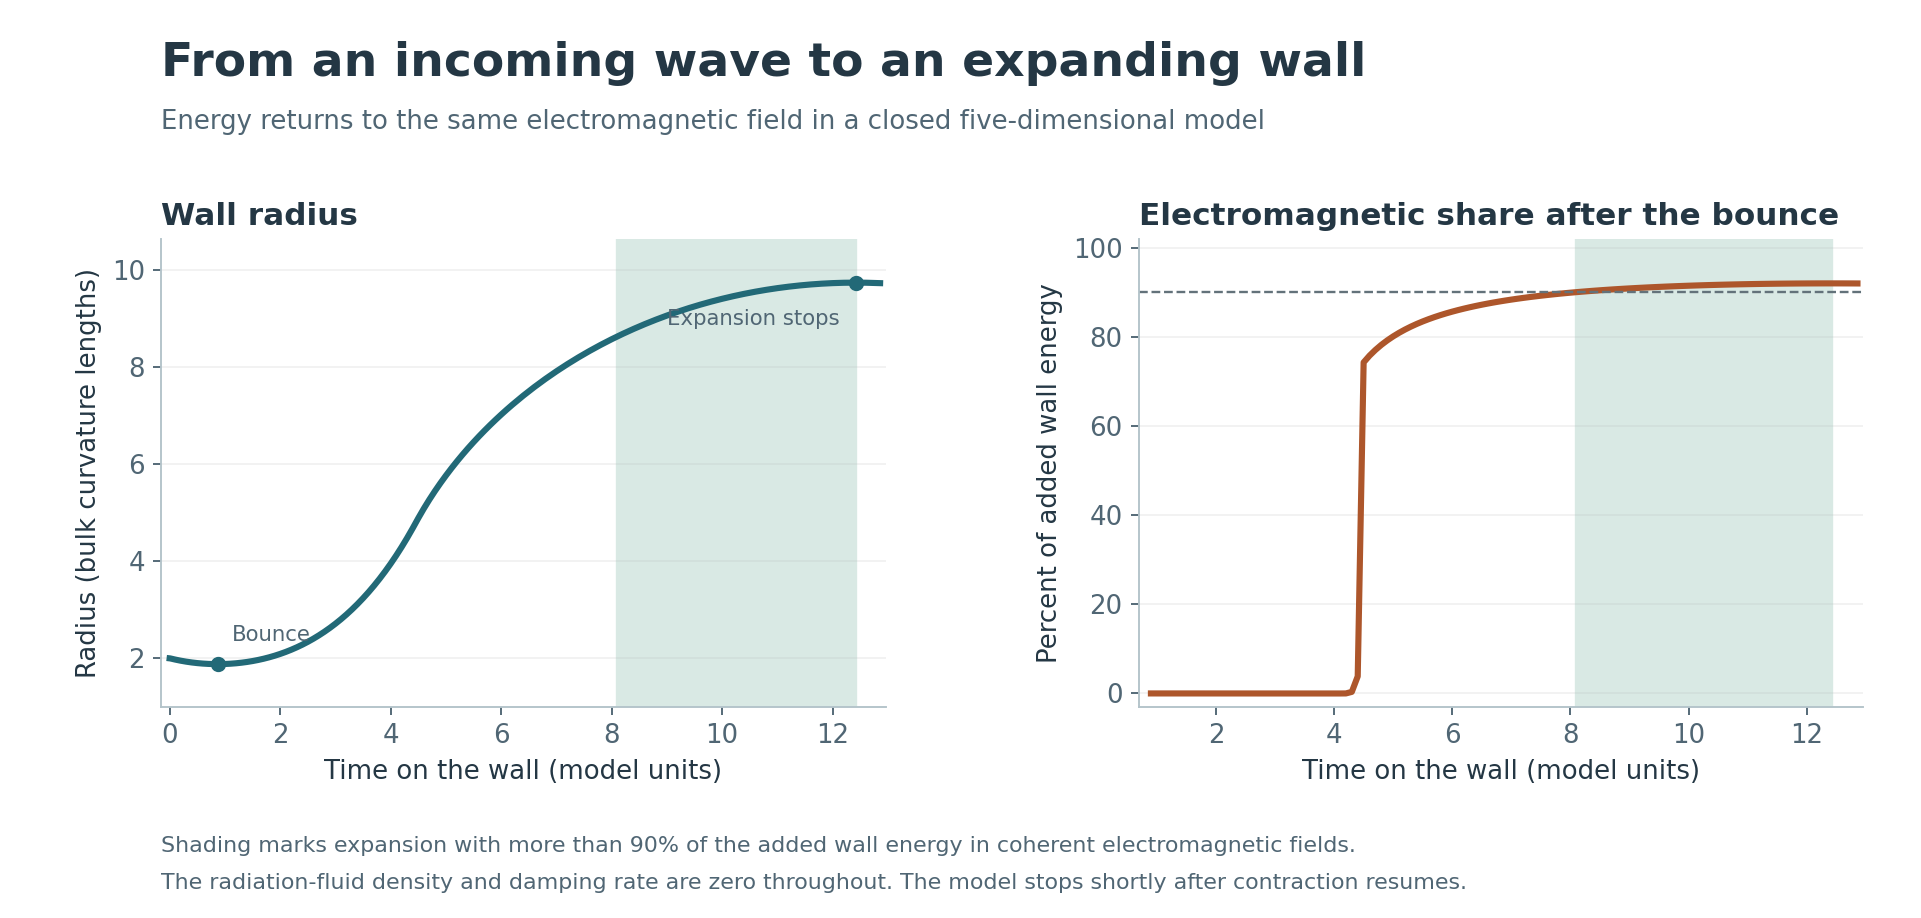 From an incoming wave to an expanding wall
Energy returns to the same electromagnetic field in a closed five-dimensional model
Wall radius
Radius (bulk curvature lengths)
10
8
6
4
2
Expansion stops
Bounce
0 2 4 6 8 10 12
Time on the wall (model units)
Electromagnetic share after the bounce
Percent of added wall energy
100
80
60
40
20
0
2 4 6 8 10 12
Time on the wall (model units)
Shading marks expansion with more than 90% of the added wall energy in coherent electromagnetic fields.
The radiation-fluid density and damping rate are zero throughout. The model stops shortly after contraction resumes.